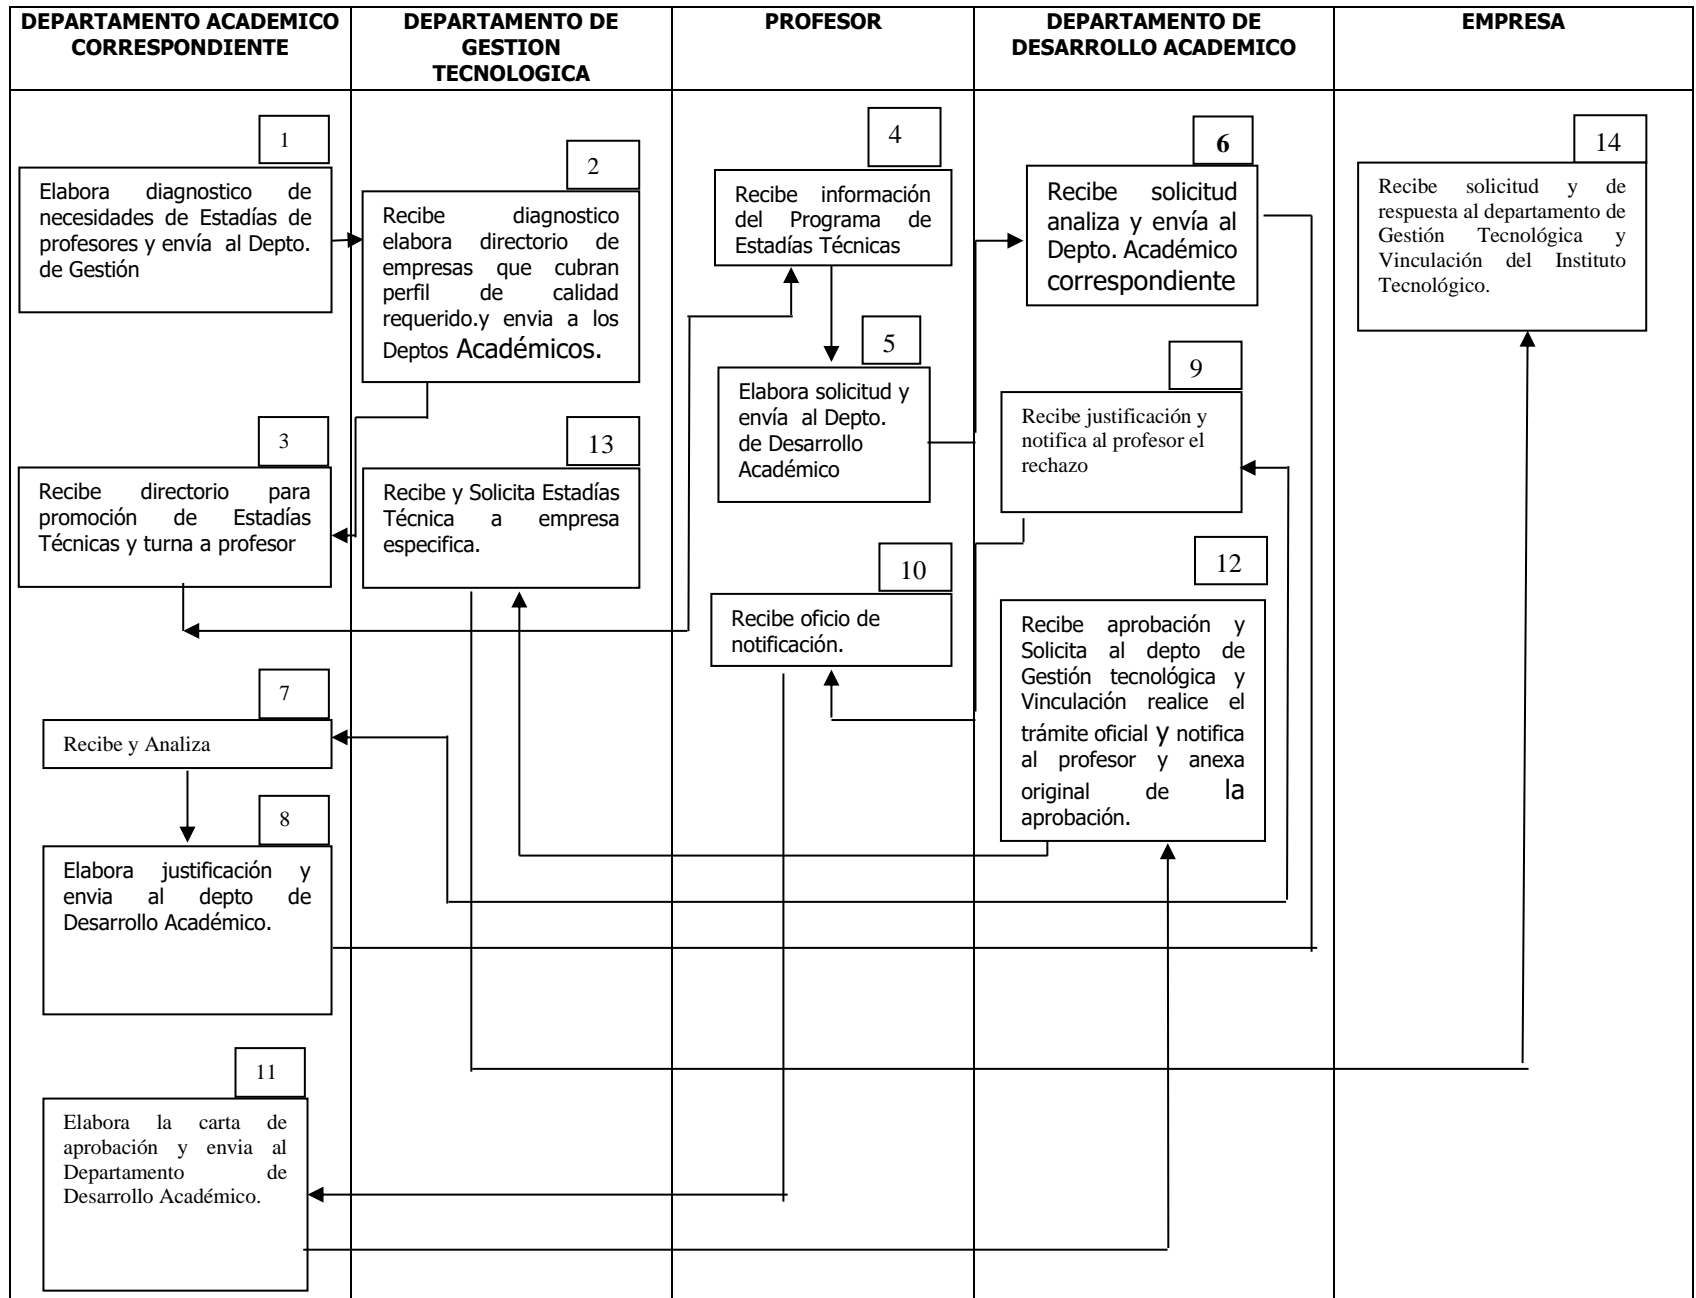 DEPARTAMENTO ACADEMICO
CORRESPONDIENTE
DEPARTAMENTO DE
GESTION
TECNOLOGICA
PROFESOR
DEPARTAMENTO DE
DESARROLLO ACADEMICO
EMPRESA
1
Elabora diagnostico de
necesidades de Estadías de
profesores y envía al Depto.
de Gestión
2
Recibe diagnostico
elabora directorio de
empresas que cubran
perfil de calidad
requerido.y envia a los
Deptos Académicos.
3
Recibe directorio para
promoción de Estadías
Técnicas y turna a profesor
4
Recibe información
del Programa de
Estadías Técnicas
5
Elabora solicitud y
envía al Depto.
de Desarrollo
Académico
6
Recibe solicitud
analiza y envía al
Depto. Académico
correspondiente
7
Recibe y Analiza
8
Elabora justificación y
envia al depto de
Desarrollo Académico.
9
Recibe justificación y
notifica al profesor el
rechazo
10
Recibe oficio de
notificación.
11
Elabora la carta de
aprobación y envia al
Departamento de
Desarrollo Académico.
12
Recibe aprobación y
Solicita al depto de
Gestión tecnológica y
Vinculación realice el
trámite oficial y notifica
al profesor y anexa
original de la
aprobación.
13
Recibe y Solicita Estadías
Técnica a empresa
especifica.
14
Recibe solicitud y de
respuesta al departamento de
Gestión Tecnológica y
Vinculación del Instituto
Tecnológico.